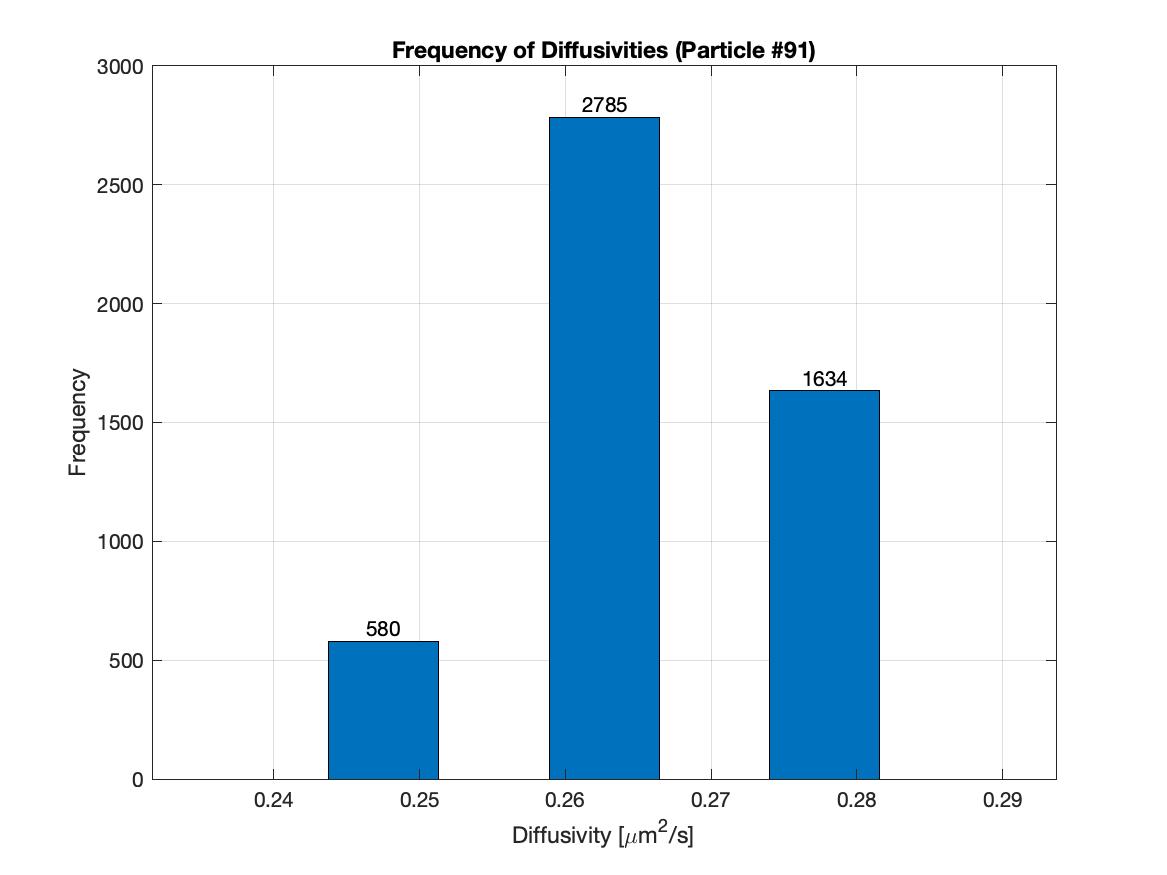 Frequency of Diffusivities (Particle #91)
3000
2785
2500
2000
1634
1500
Frequency
1000
580
500
0
0.24 0.25 0.26 0.27 0.28 0.29
Diffusivity [μm²/s]